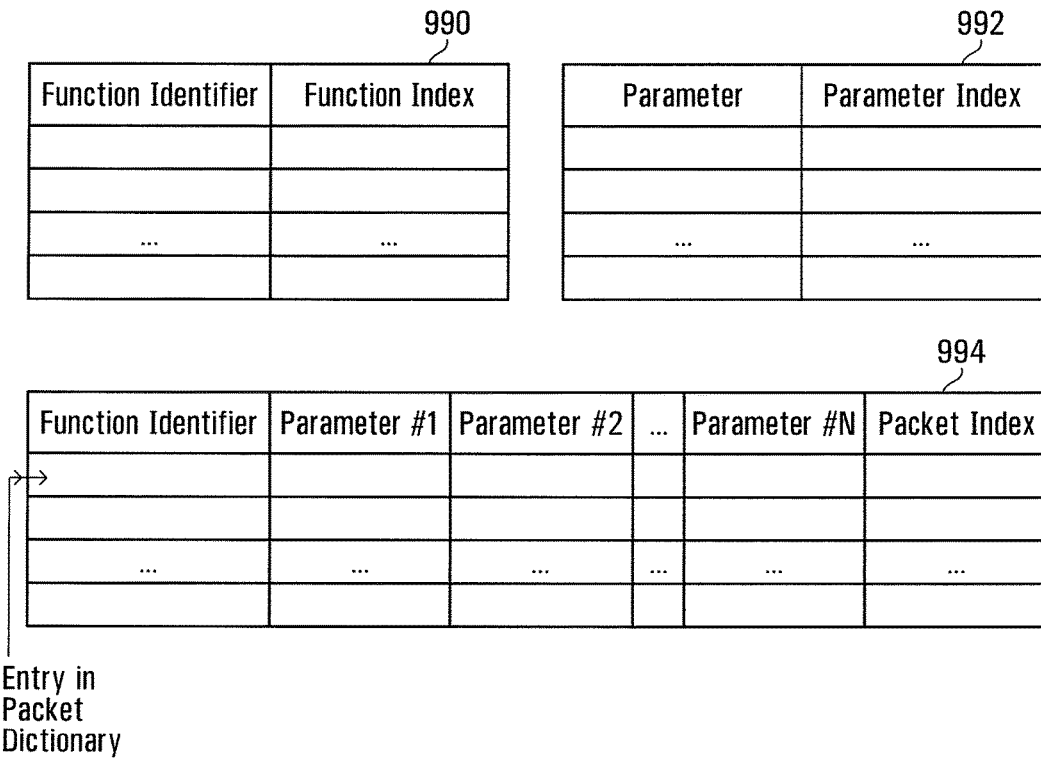 990
992
Function Identifier Function Index
Parameter Parameter Index
... ...
... ...
994
Function Identifier Parameter #1 Parameter #2 ... Parameter #N Packet Index
... ... ... ... ... ...
Entry in
Packet
Dictionary